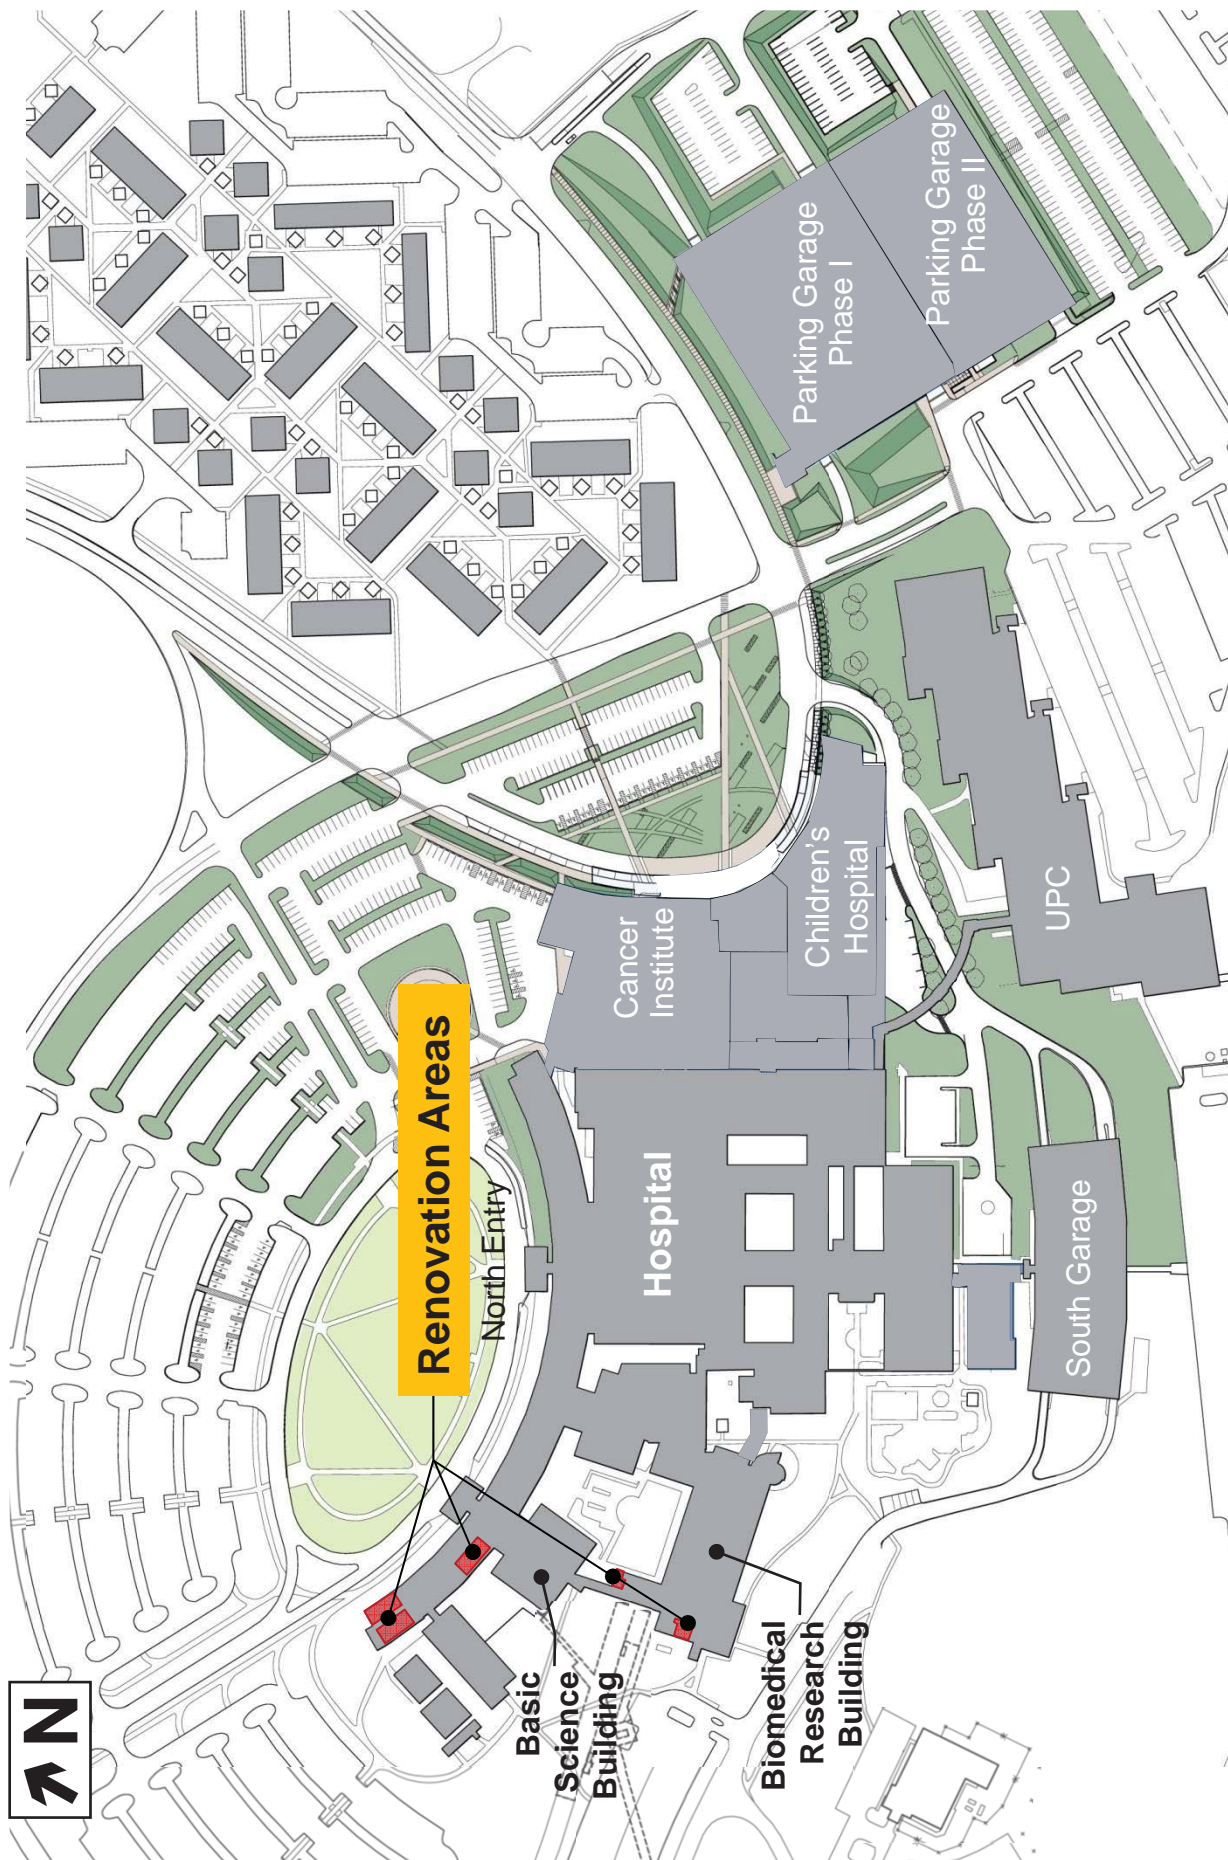 N
Renovation Areas
North Entry
Parking Garage
Phase I
Parking Garage
Phase II
Cancer
Institute
Children's
Hospital
UPC
Hospital
South Garage
Basic
Science
Building
Biomedical
Research
Building